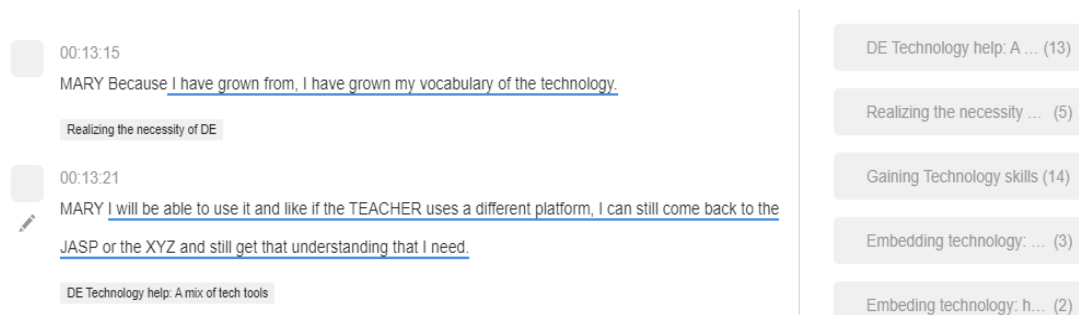 00:13:15
MARY Because I have grown from, I have grown my vocabulary of the technology.
Realizing the necessity of DE
00:13:21
MARY I will be able to use it and like if the TEACHER uses a different platform, I can still come back to the
JASP or the XYZ and still get that understanding that I need.
DE Technology help: A mix of tech tools
DE Technology help: A ... (13)
Realizing the necessity ... (5)
Gaining Technology skills (14)
Embedding technology: ... (3)
Embeding technology: h... (2)